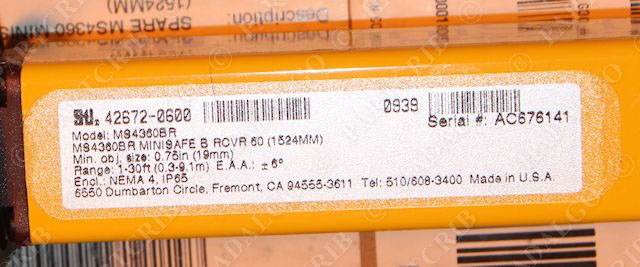 (1524MM)
SPARE MS4360 MINIS
Description:
STI. 42672-0600 0939
Serial #: AC676141
Model: MS4360BR
MS4360BR MINISAFE B RCVR 60 (1524MM)
Min. obj. size: 0.75in (19mm)
Range: 1-30ft (0.3-9.1m) E.A.A.: ± 6°
Encl.: NEMA 4, IP65
6550 Dumbarton Circle, Fremont, CA 94555-3611 Tel: 510/608-3400 Made in U.S.A.